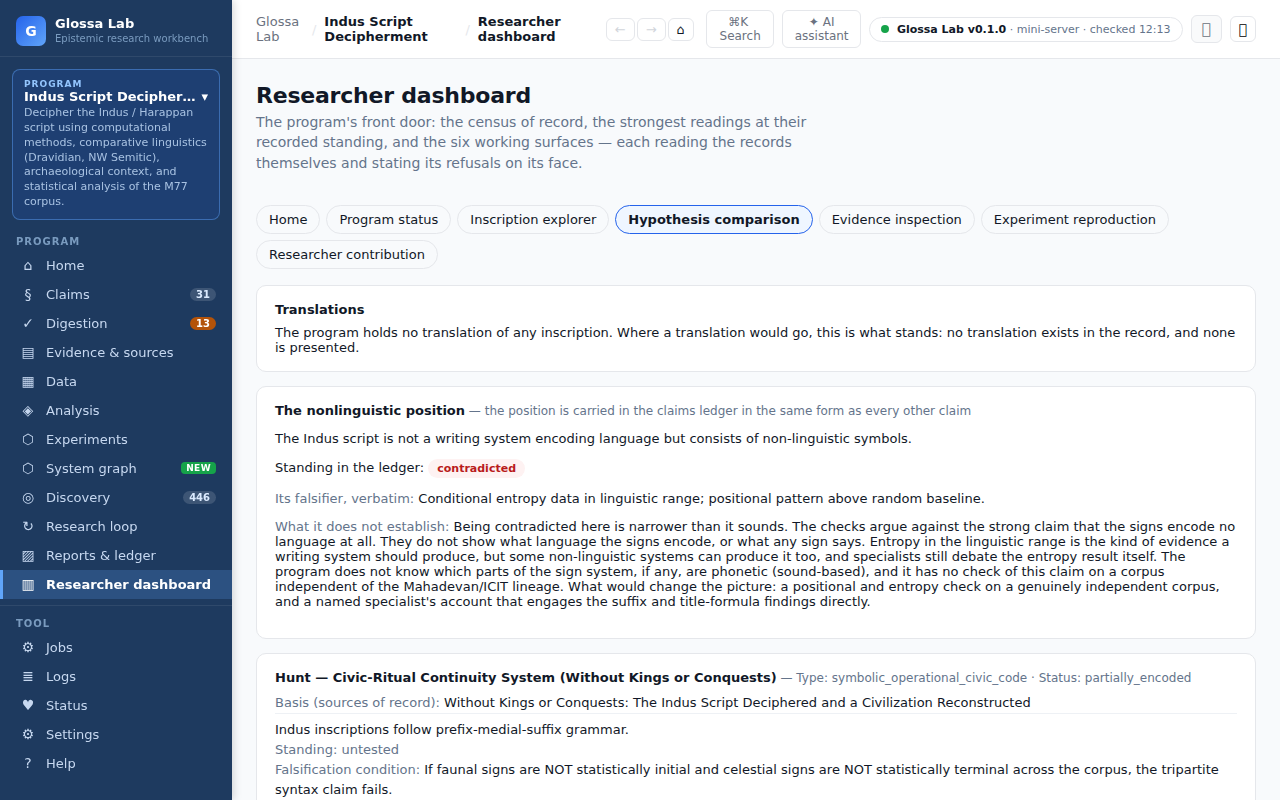 G
Glossa Lab
Epistemic research workbench
PROGRAM
Indus Script Decipher... ▾
Decipher the Indus / Harappan
script using computational
methods, comparative linguistics
(Dravidian, NW Semitic),
archaeological context, and
statistical analysis of the M77
corpus.
PROGRAM
⌂ Home
§ Claims 31
✓ Digestion 13
▤ Evidence & sources
▦ Data
◈ Analysis
⬡ Experiments
⬡ System graph NEW
◎ Discovery 446
↻ Research loop
▨ Reports & ledger
▥ Researcher dashboard
TOOL
⚙ Jobs
≣ Logs
♥ Status
⚙ Settings
? Help
Glossa Lab / Indus Script Decipherment / Researcher dashboard
← → ⌂
⌘K Search
✦ AI assistant
Glossa Lab v0.1.0 · mini-server · checked 12:13
Researcher dashboard
The program's front door: the census of record, the strongest readings at their
recorded standing, and the six working surfaces — each reading the records
themselves and stating its refusals on its face.
Home Program status Inscription explorer Hypothesis comparison Evidence inspection Experiment reproduction
Researcher contribution
Translations
The program holds no translation of any inscription. Where a translation would go, this is what stands: no translation exists in the record, and none
is presented.
The nonlinguistic position — the position is carried in the claims ledger in the same form as every other claim
The Indus script is not a writing system encoding language but consists of non-linguistic symbols.
Standing in the ledger: contradicted
Its falsifier, verbatim: Conditional entropy data in linguistic range; positional pattern above random baseline.
What it does not establish: Being contradicted here is narrower than it sounds. The checks argue against the strong claim that the signs encode no
language at all. They do not show what language the signs encode, or what any sign says. Entropy in the linguistic range is the kind of evidence a
writing system should produce, but some non-linguistic systems can produce it too, and specialists still debate the entropy result itself. The
program does not know which parts of the sign system, if any, are phonetic (sound-based), and it has no check of this claim on a corpus
independent of the Mahadevan/ICIT lineage. What would change the picture: a positional and entropy check on a genuinely independent corpus,
and a named specialist's account that engages the suffix and title-formula findings directly.
Hunt — Civic-Ritual Continuity System (Without Kings or Conquests) — Type: symbolic_operational_civic_code · Status: partially_encoded
Basis (sources of record): Without Kings or Conquests: The Indus Script Deciphered and a Civilization Reconstructed
Indus inscriptions follow prefix-medial-suffix grammar.
Standing: untested
Falsification condition: If faunal signs are NOT statistically initial and celestial signs are NOT statistically terminal across the corpus, the tripartite
syntax claim fails.